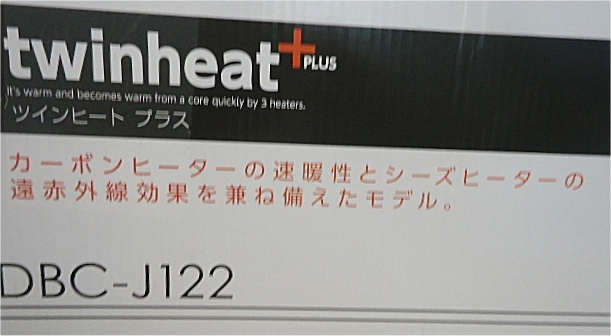 twinheat+PLUS
It's warm and becomes warm from a core quickly by 3 heaters.
ツインヒート プラス
カーボンヒーターの速暖性とシーズヒーターの
遠赤外線効果を兼ね備えたモデル。
DBC-J122